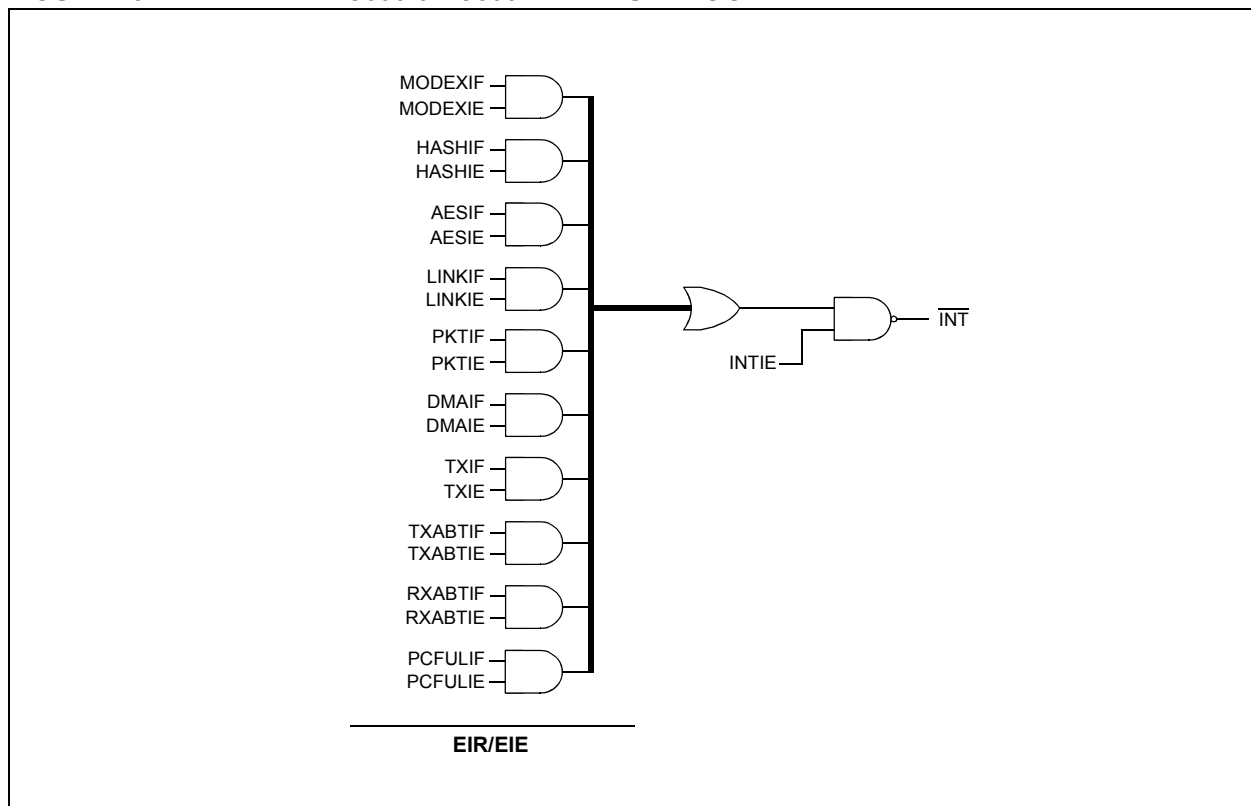 MODEXIF
MODEXIE
HASHIF
HASHIE
AESIF
AESIE
LINKIF
LINKIE
PKTIF
PKTIE
DMAIF
DMAIE
TXIF
TXIE
TXABTIF
TXABTIE
RXABTIF
RXABTIE
PCFULIF
PCFULIE
INTIE
INT
EIR/EIE